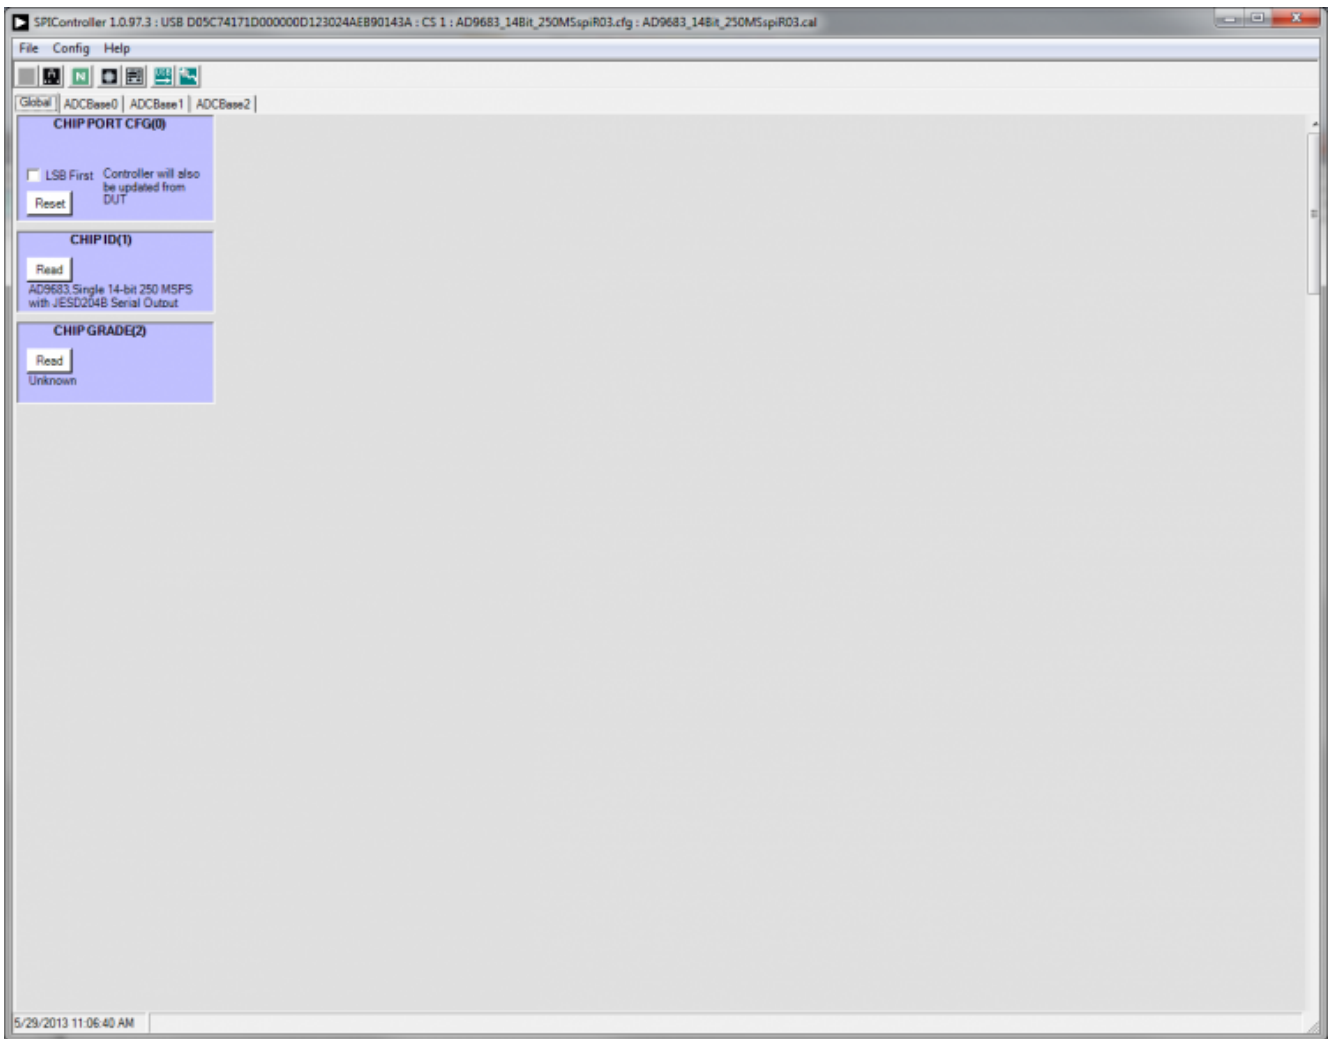 SPIController 1.0.97.3 : USB D05C74171D000000D123024AEB90143A : CS 1 : AD9683_14Bit_250MSspiR03.cfg : AD9683_14Bit_250MSspiR03.cal
File Config Help
N USB
Global ADCBase0 ADCBase1 ADCBase2
CHIP PORT CFG(0)
LSB First Controller will also
be updated from
Reset DUT
CHIP ID(1)
Read
AD9683,Single 14-bit 250 MSPS
with JESD204B Serial Output
CHIP GRADE(2)
Read
Unknown
5/29/2013 11:06:40 AM